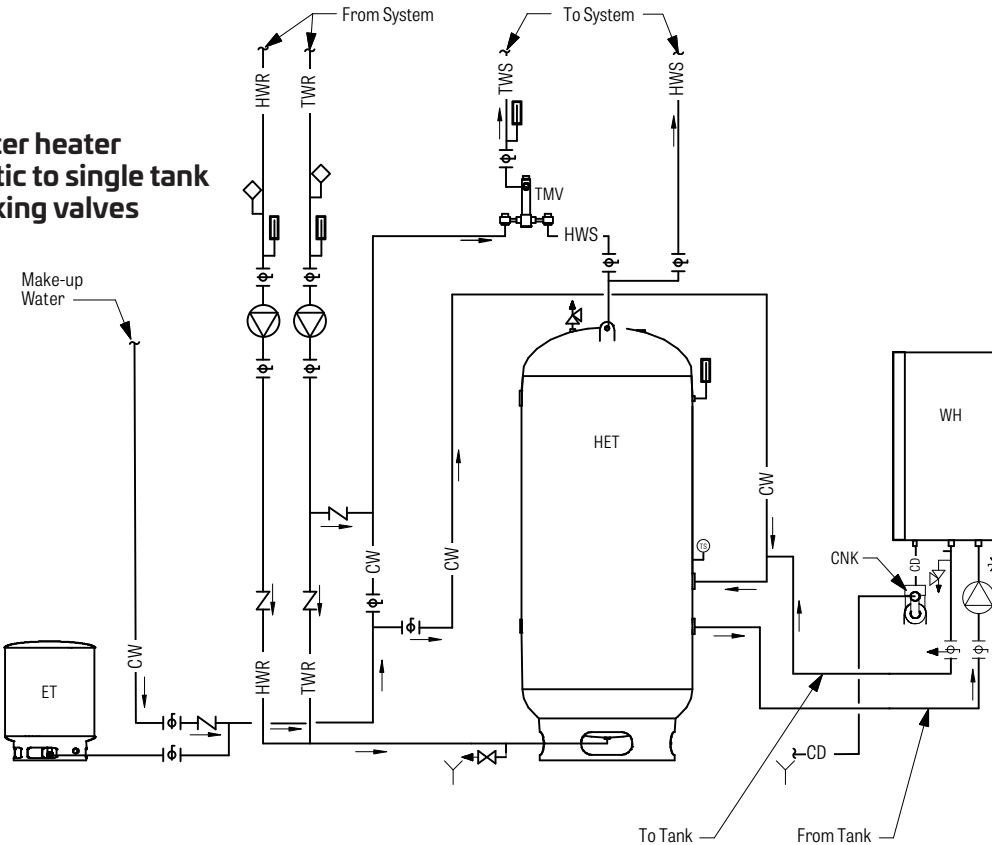 From System
To System
HWR
TWR
TWS
HWS
ter heater
tic to single tank
king valves
TMV
HWS
Make-up
Water
WH
HET
CW
TS
CNK
CD
CW
CW
CW
HWR
TWR
ET
CD
To Tank
From Tank